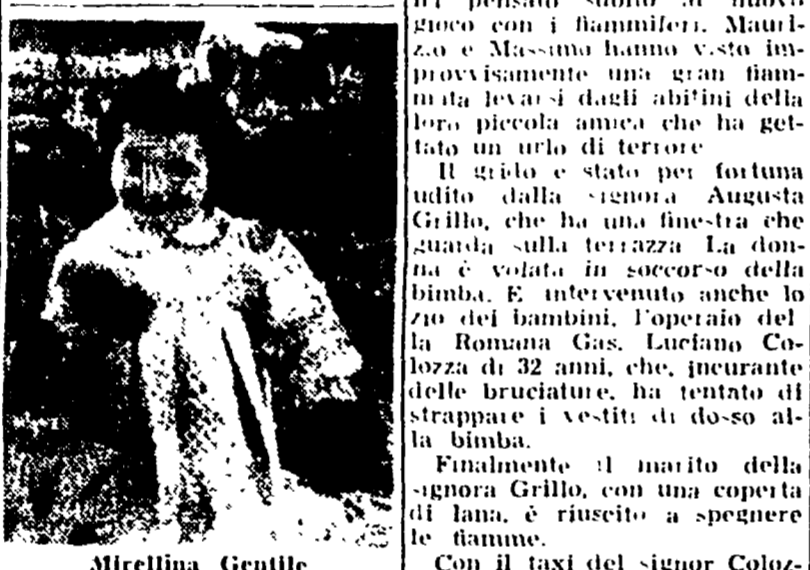 Mirellina Gentile
pensato subito al nuovo
gioco con i fiammiferi. Mauri-
zio e Massimo hanno visto im-
provvisamente una gran fiam-
mata levarsi dagli abitini della
loro piccola amica che ha get-
tato un urlo di terrore
Il grido e stato per fortuna
udito dalla signora Augusta
Grillo, che ha una finestra che
guarda sulla terrazza La don-
na è volata in soccorso della
bimba. E intervenuto anche lo
zio dei bambini, l'operaio del
la Romana Gas, Luciano Co-
lozza di 32 anni, che, incurante
delle bruciature, ha tentato di
strappare i vestiti di dosso al-
la bimba.
Finalmente il marito della
signora Grillo, con una coperta
di lana, è riuscito a spegnere
le fiamme.
Con il taxi del signor Coloz-